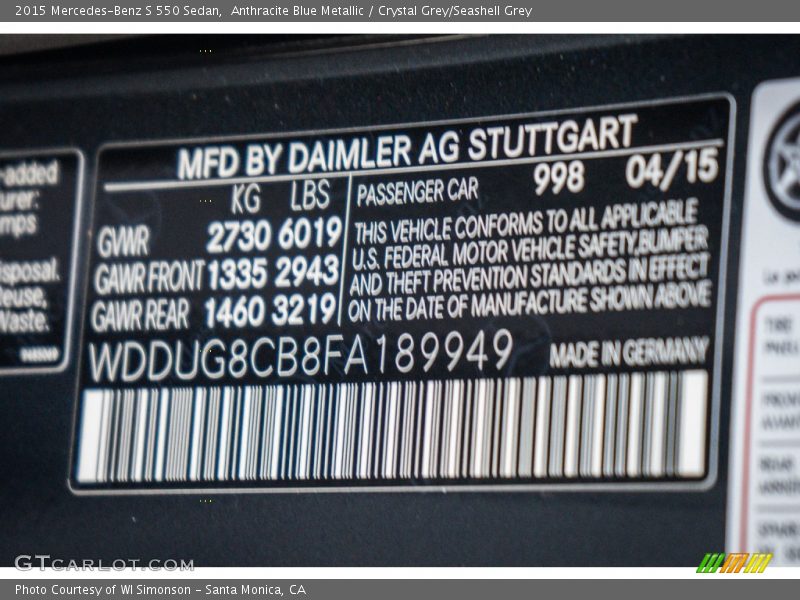 2015 Mercedes-Benz S 550 Sedan, Anthracite Blue Metallic / Crystal Grey/Seashell Grey
MFD BY DAIMLER AG STUTTGART
KG LBS PASSENGER CAR 998 04/15
GVWR 2730 6019
GAWR FRONT 1335 2943
GAWR REAR 1460 3219
THIS VEHICLE CONFORMS TO ALL APPLICABLE
U.S. FEDERAL MOTOR VEHICLE SAFETY,BUMPER
AND THEFT PREVENTION STANDARDS IN EFFECT
ON THE DATE OF MANUFACTURE SHOWN ABOVE
WDDUG8CB8FA189949 MADE IN GERMANY
-added
urer:
mps
isposal.
Reuse,
Waste.
GTCARLOT.COM
Photo Courtesy of WI Simonson - Santa Monica, CA